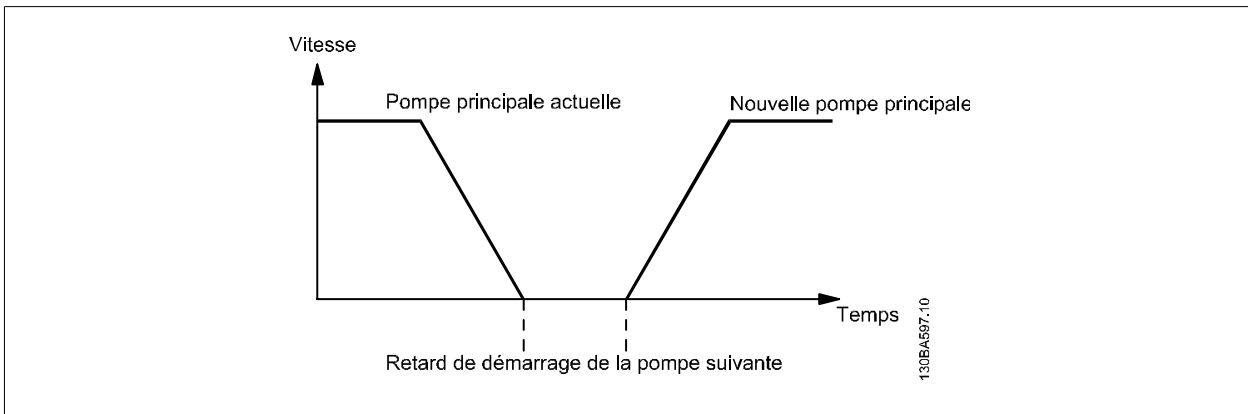 Vitesse
Pompe principale actuelle
Nouvelle pompe principale
Temps
Retard de démarrage de la pompe suivante
130BA597.10